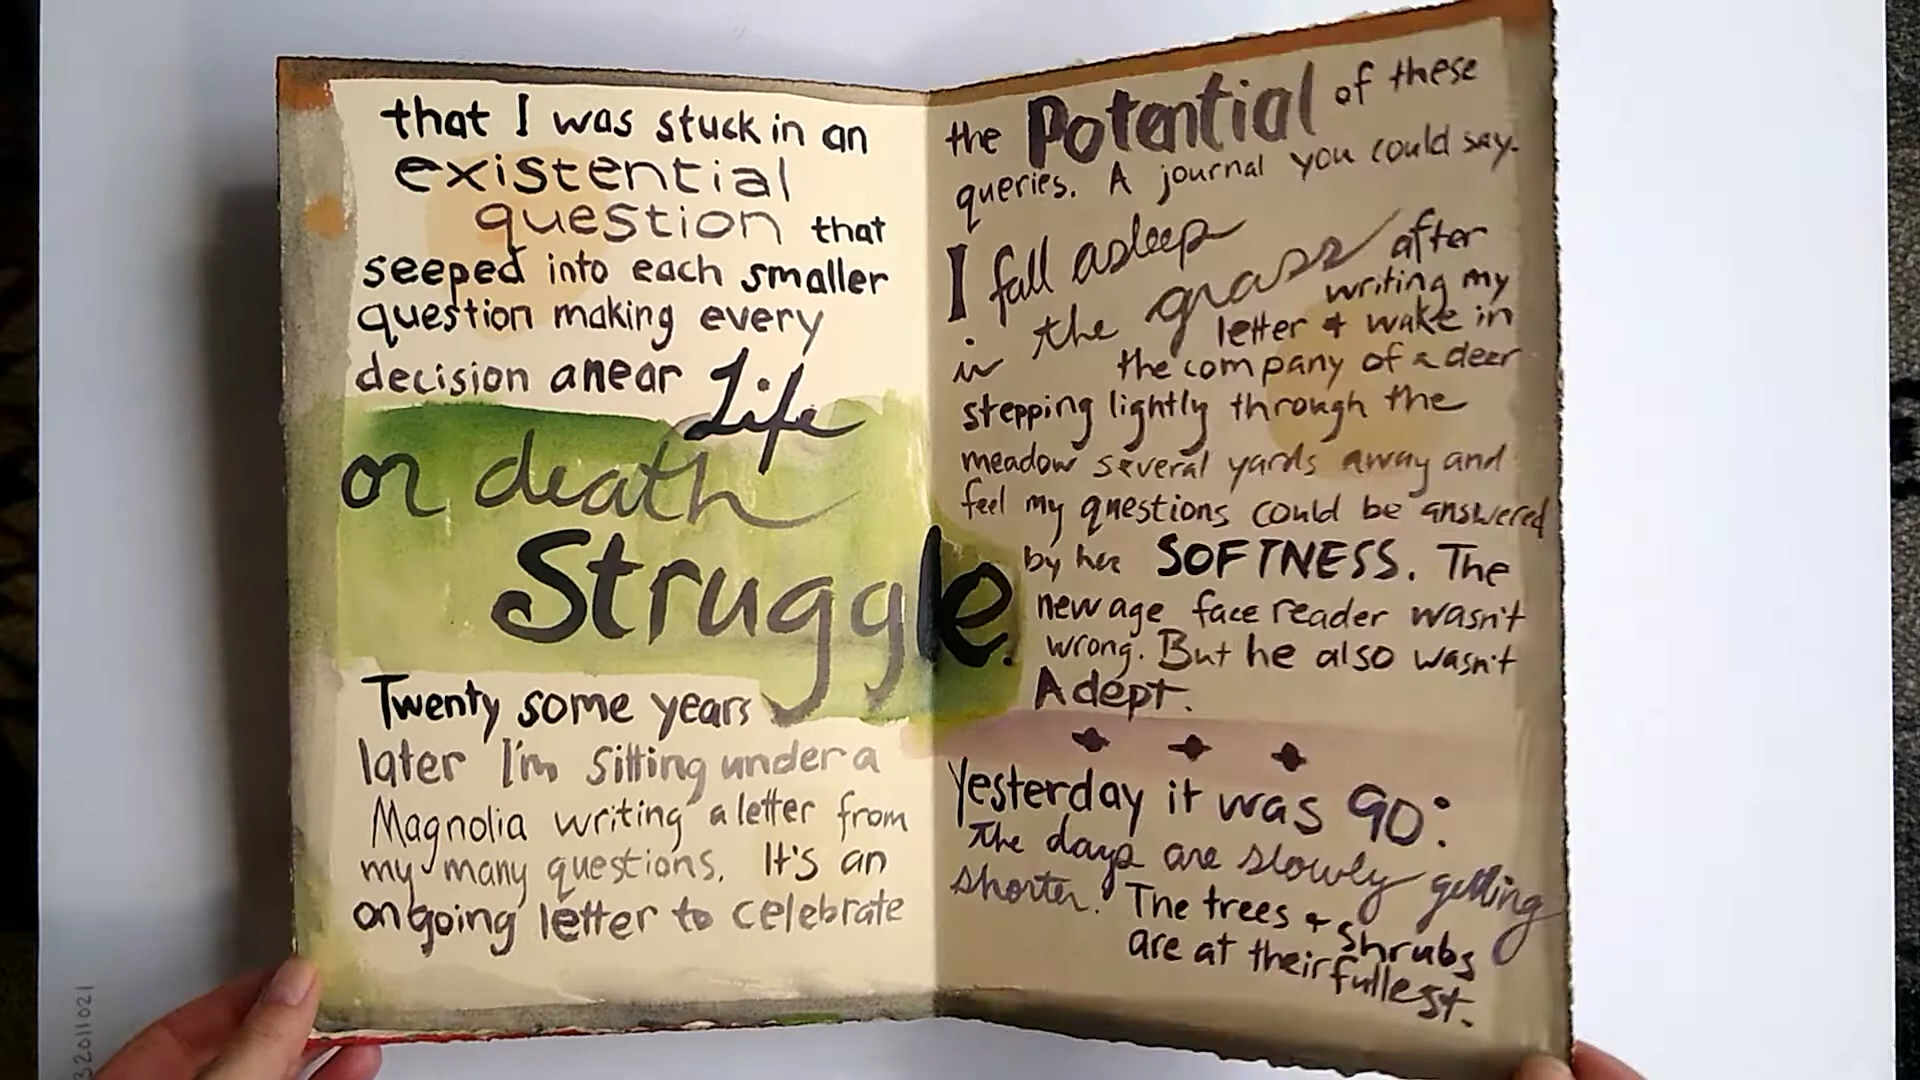 that I was stuck in an
existential
question that
seeped into each smaller
question making every
decision a near Life
or death
Struggle.
Twenty some years
later I'm sitting under a
Magnolia writing a letter from
my many questions. It's an
ongoing letter to celebrate
the Potential of these
queries. A journal you could say.
I fall asleep
in the grass after
writing my
letter & wake in
the company of a deer
stepping lightly through the
meadow several yards away and
feel my questions could be answered
by her SOFTNESS. The
new age face reader wasn't
wrong. But he also wasn't
Adept.
Yesterday it was 90°.
The days are slowly getting
shorter. The trees & shrubs
are at their fullest.
32011021